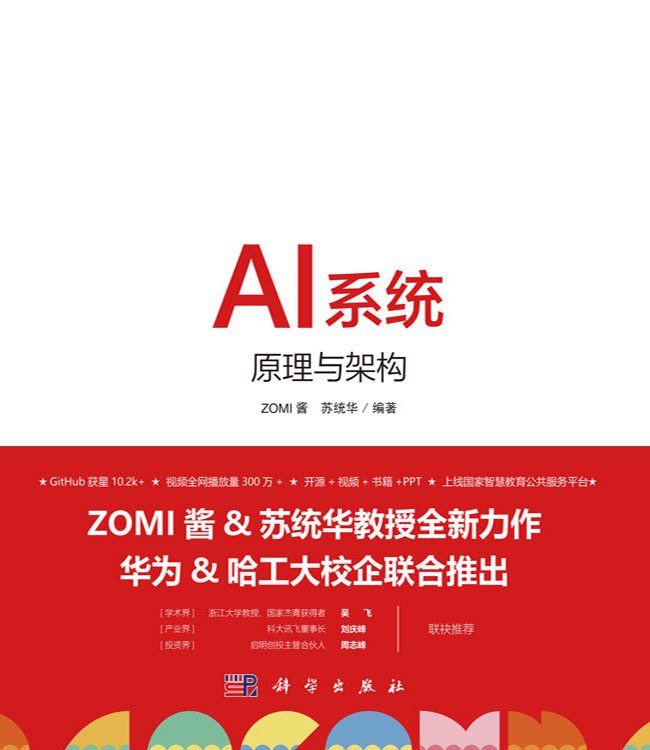 AI系统
原理与架构
ZOMI 酱 苏统华 / 编著
★ GitHub 获星 10.2k+ ★ 视频全网播放量 300 万 + ★ 开源 + 视频 + 书籍 +PPT ★ 上线国家智慧教育公共服务平台★
ZOMI 酱 & 苏统华教授全新力作
华为 & 哈工大校企联合推出
[ 学术界 ] 浙江大学教授、国家杰青获得者 吴 飞
[ 产业界 ] 科大讯飞董事长 刘庆峰
[ 投资界 ] 启明创投主管合伙人 周志峰
联袂推荐
科学出版社